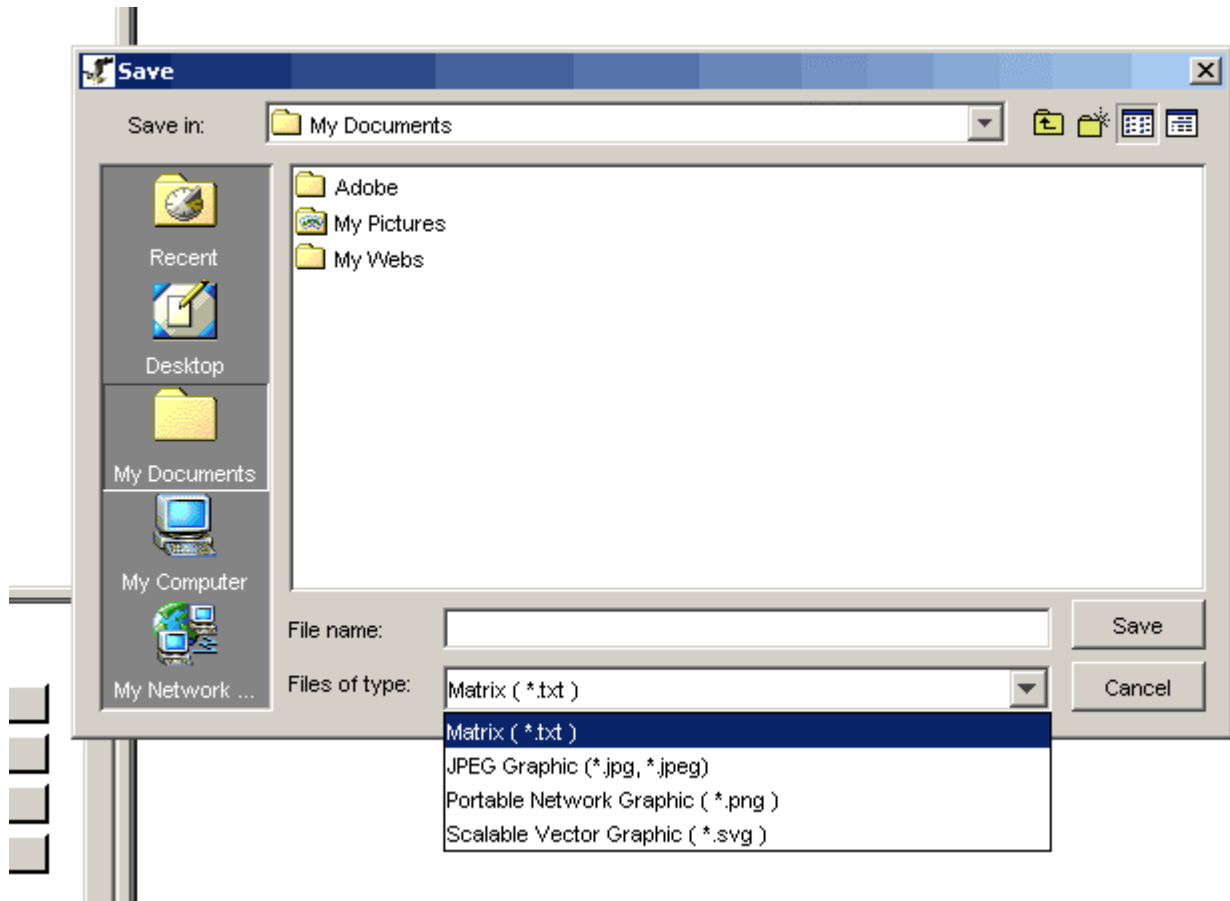 Save
Save in:
My Documents
Adobe
My Pictures
My Webs
Recent
Desktop
My Documents
My Computer
My Network ...
File name:
Save
Files of type:
Matrix ( *.txt )
Cancel
Matrix ( *.txt )
JPEG Graphic (*.jpg, *.jpeg)
Portable Network Graphic ( *.png )
Scalable Vector Graphic ( *.svg )